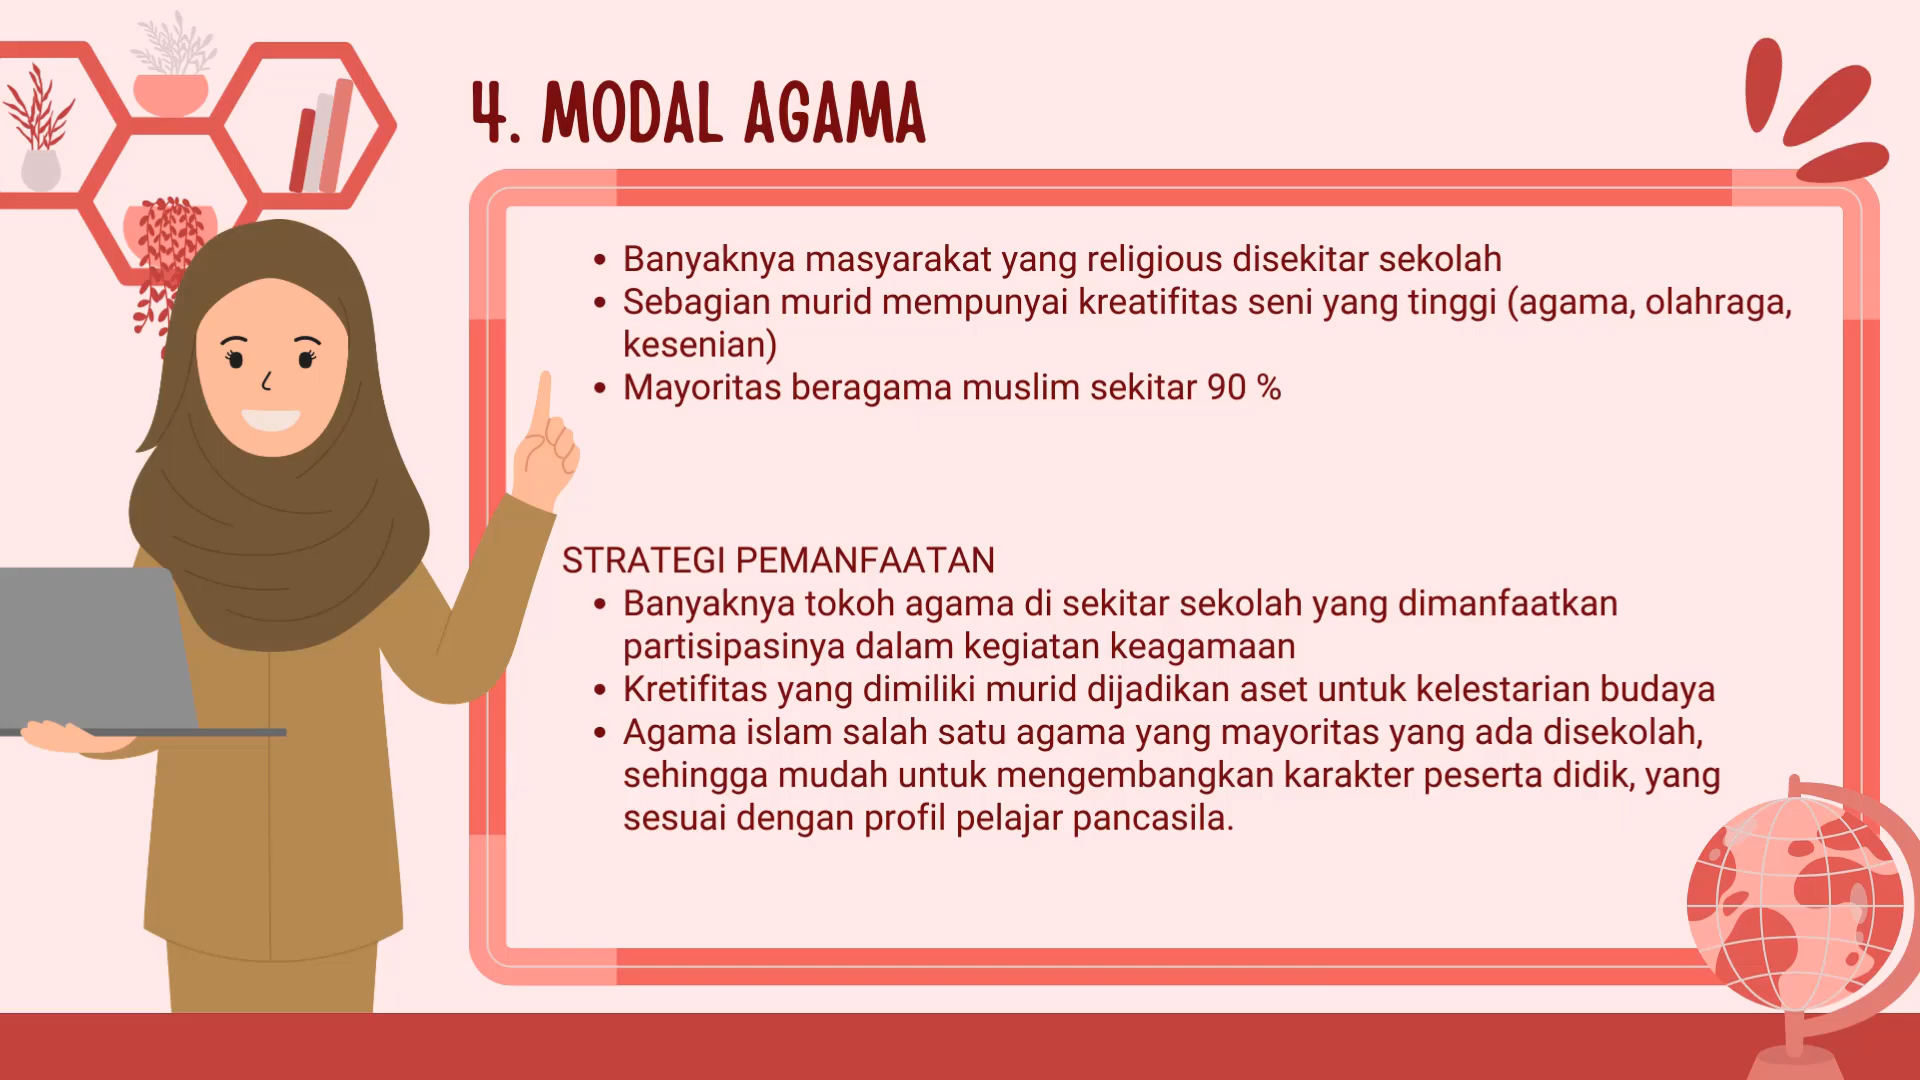 4. MODAL AGAMA
• Banyaknya masyarakat yang religious disekitar sekolah
• Sebagian murid mempunyai kreatifitas seni yang tinggi (agama, olahraga,
kesenian)
• Mayoritas beragama muslim sekitar 90 %
STRATEGI PEMANFAATAN
• Banyaknya tokoh agama di sekitar sekolah yang dimanfaatkan
partisipasinya dalam kegiatan keagamaan
• Kretifitas yang dimiliki murid dijadikan aset untuk kelestarian budaya
• Agama islam salah satu agama yang mayoritas yang ada disekolah,
sehingga mudah untuk mengembangkan karakter peserta didik, yang
sesuai dengan profil pelajar pancasila.